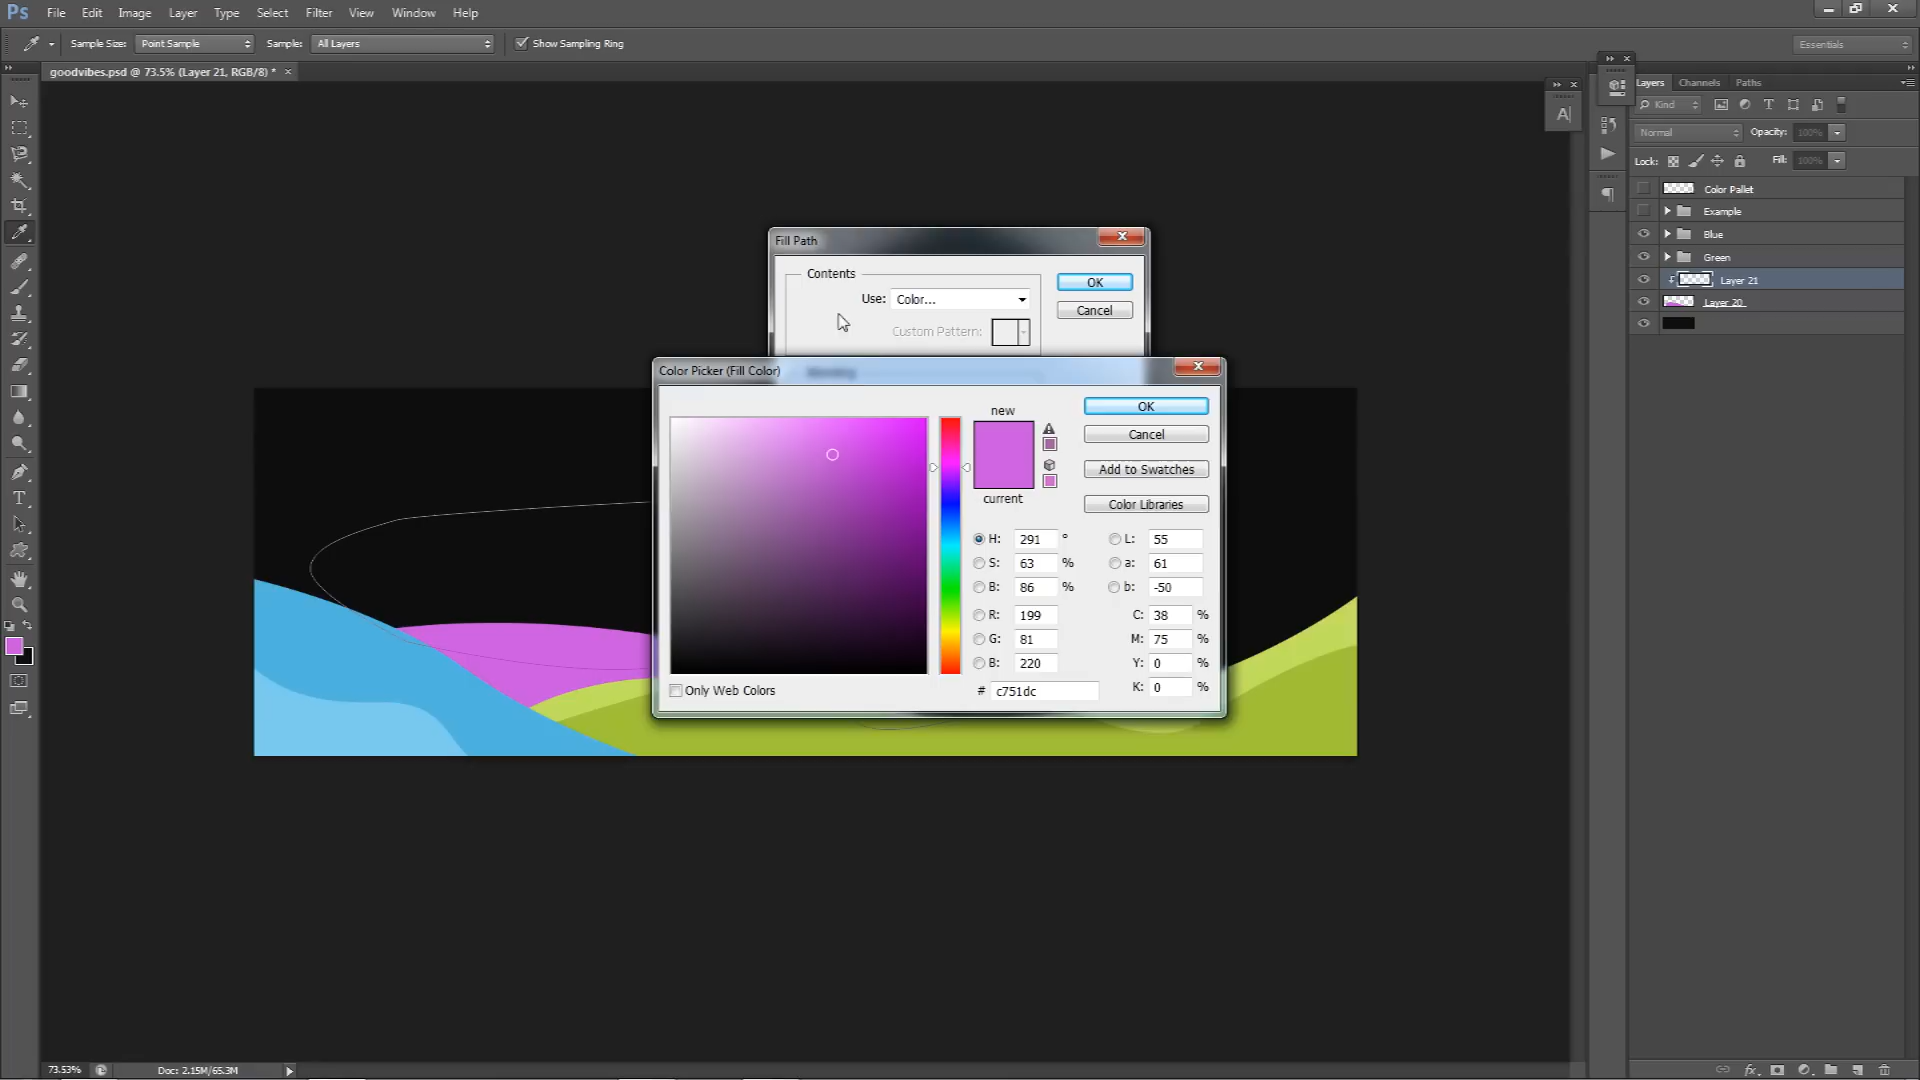 Ps File Edit Image Layer Type Select Filter View Window Help
Sample Size: Point Sample Sample: All Layers Show Sampling Ring Essentials
goodvibes.psd @ 73.5% (Layer 21, RGB/8) * ×
Layers Channels Paths
Kind
Normal Opacity: 100%
Lock: Fill: 100%
Color Pallet
Example
Blue
Green
Layer 21
Layer 20
A|
T
Fill Path
Contents
Use: Color...
Custom Pattern:
OK
Cancel
Blending
Color Picker (Fill Color)
new
current
OK
Cancel
Add to Swatches
Color Libraries
H: 291 °
S: 63 %
B: 86 %
R: 199
G: 81
B: 220
# c751dc
L: 55
a: 61
b: -50
C: 38 %
M: 75 %
Y: 0 %
K: 0 %
Only Web Colors
73.53% Doc: 2.15M/65.3M
fx